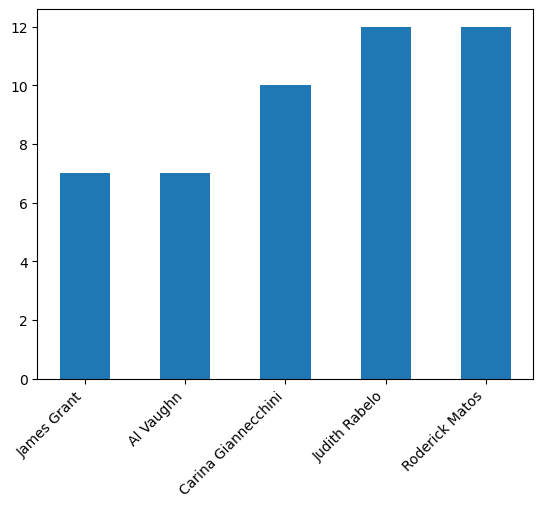 12
10
8
6
4
2
0
James Grant
Al Vaughn
Carina Giannecchini
Judith Rabelo
Roderick Matos